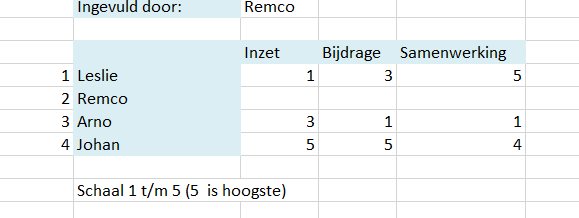 Ingevuld door: Remco
Inzet Bijdrage Samenwerking
1 Leslie 1 3 5
2 Remco
3 Arno 3 1 1
4 Johan 5 5 4
Schaal 1 t/m 5 (5  is hoogste)